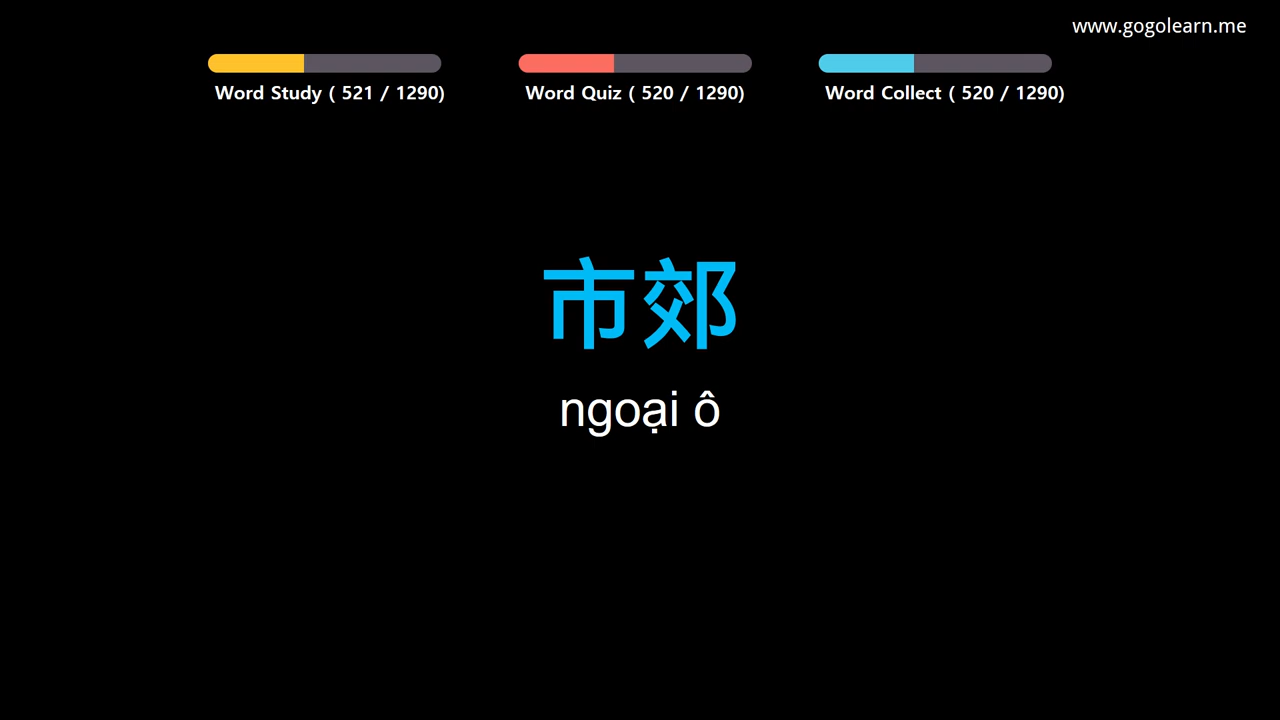 www.gogolearn.me
Word Study ( 521 / 1290)
Word Quiz ( 520 / 1290)
Word Collect ( 520 / 1290)
市郊
ngoại ô